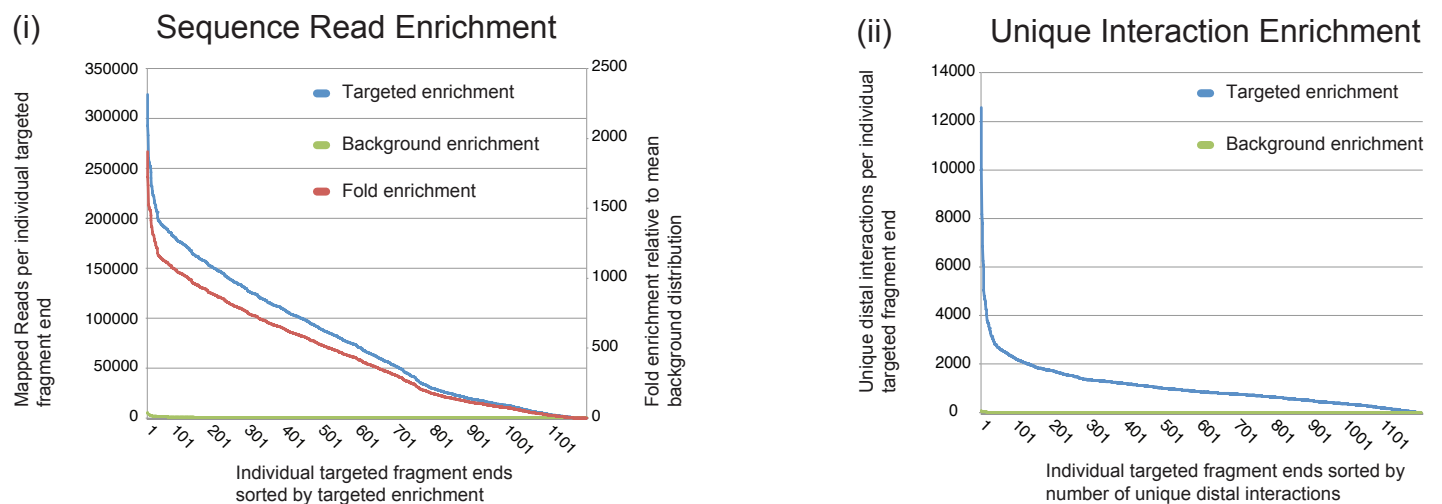 (i) Sequence Read Enrichment
Mapped Reads per individual targeted
fragment end
350000
300000
250000
200000
150000
100000
50000
0
Targeted enrichment
Background enrichment
Fold enrichment
2500
2000
1500
1000
500
0
Fold enrichment relative to mean
background distribution
1 101 201 301 401 501 601 701 801 901 1001 1101
Individual targeted fragment ends
sorted by targeted enrichment
(ii) Unique Interaction Enrichment
Unique distal interactions per individual
targeted fragment end
14000
12000
10000
8000
6000
4000
2000
0
Targeted enrichment
Background enrichment
1 101 201 301 401 501 601 701 801 901 1001 1101
Individual targeted fragment ends sorted by
number of unique distal interactions